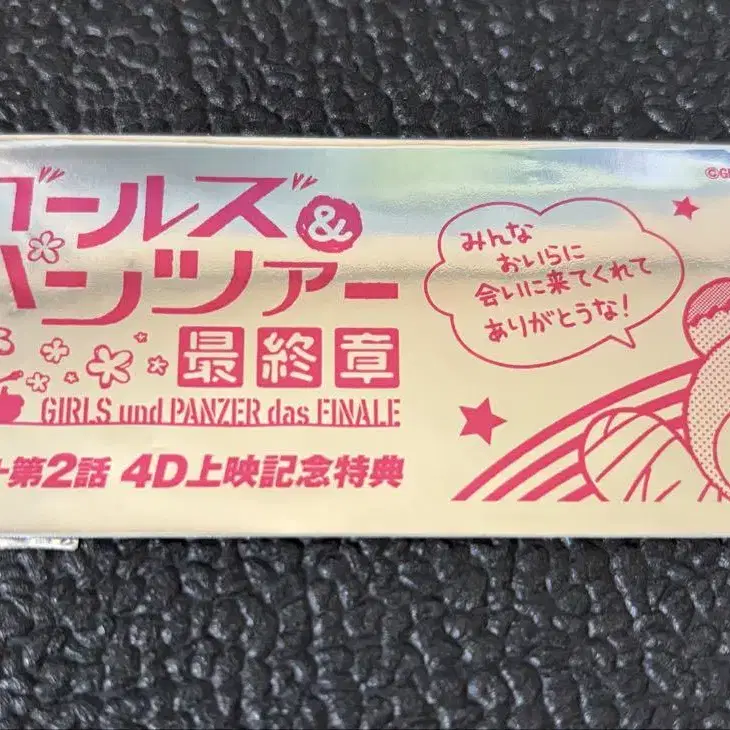 ガールズ&
パンツァー
最終章
GIRLS und PANZER das FINALE
+第2話 4D上映記念特典
みんな
おいらに
会いに来てくれて
ありがとうな!
©G